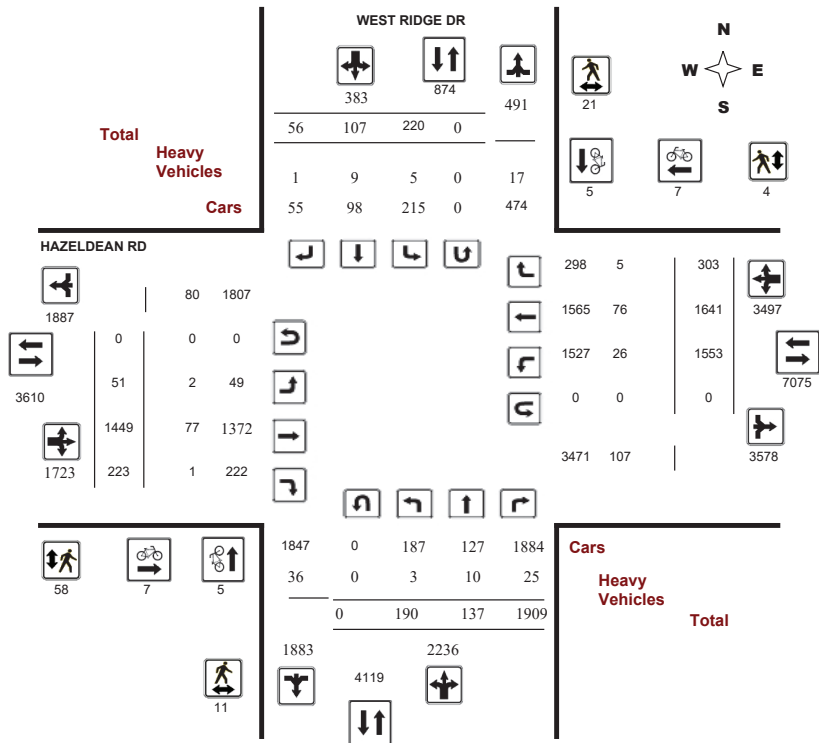 WEST RIDGE DR
N
W E
S
383
874
491
21
56 107 220 0
Total
Heavy
Vehicles
1 9 5 0 17
5 7 4
Cars
55 98 215 0 474
HAZELDEAN RD
298 5 303
80 1807
1887
1565 76 1641 3497
0 0 0
1527 26 1553
7075
3610
51 2 49
0 0 0
1449 77 1372
1723 223 1 222
3471 107 3578
1847 0 187 127 1884 Cars
36 0 3 10 25
Heavy
Vehicles
58 7 5
0 190 137 1909 Total
1883 2236
4119
11